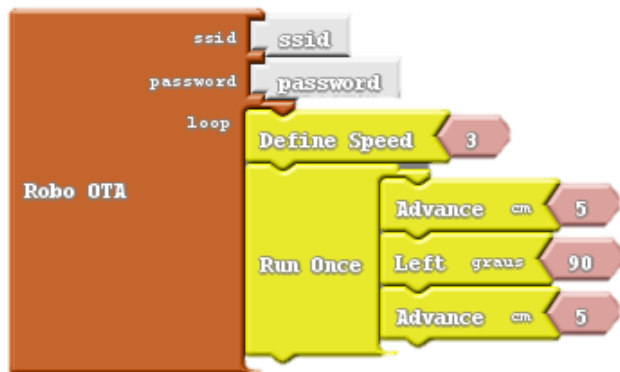 ssid ssid
password password
loop
Define Speed 3
Robo OTA
Advance cm 5
Run Once Left graus 90
Advance cm 5